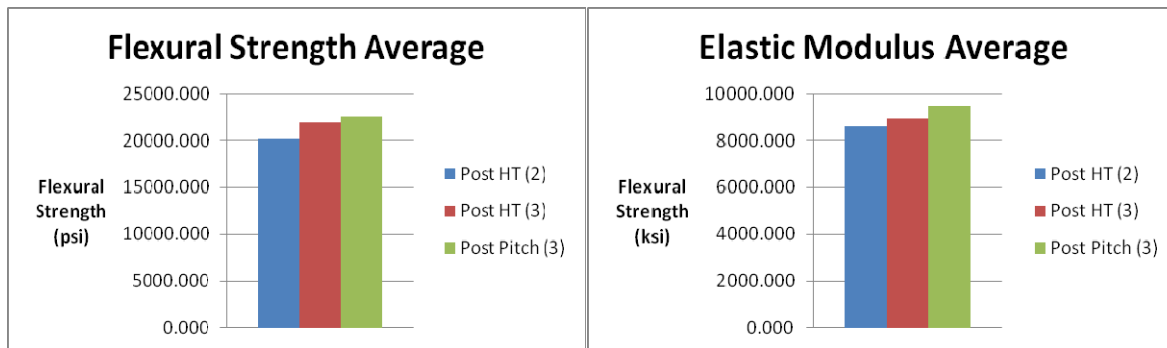 Flexural Strength Average
25000.000
20000.000
15000.000
10000.000
5000.000
0.000
Flexural
Strength
(psi)
Post HT (2)
Post HT (3)
Post Pitch (3)
Elastic Modulus Average
10000.000
8000.000
6000.000
4000.000
2000.000
0.000
Flexural
Strength
(ksi)
Post HT (2)
Post HT (3)
Post Pitch (3)